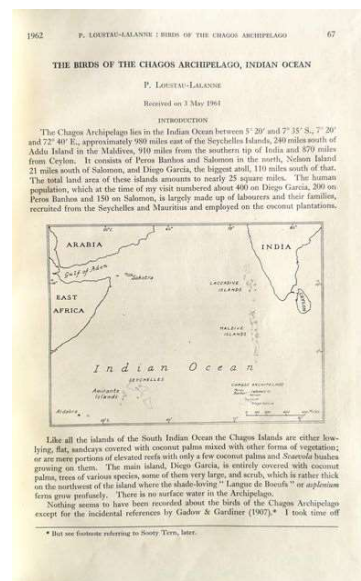 1962 P. LOUSTAU-LALANNE : BIRDS OF THE CHAGOS ARCHIPELAGO 67
THE BIRDS OF THE CHAGOS ARCHIPELAGO, INDIAN OCEAN
P. LOUSTAU-LALANNE
Received on 3 May 1961
INTRODUCTION
The Chagos Archipelago lies in the Indian Ocean between 5° 20' and 7° 35' S., 7° 20'
and 72° 40' E., approximately 980 miles east of the Seychelles Islands, 240 miles south of
Addu Island in the Maldives, 910 miles from the southern tip of India and 870 miles
from Ceylon. It consists of Peros Banhos and Salomon in the north, Nelson Island
21 miles south of Salomon, and Diego Garcia, the biggest atoll, 110 miles south of that.
The total land area of these islands amounts to nearly 25 square miles. The human
population, which at the time of my visit numbered about 400 on Diego Garcia, 200 on
Peros Banhos and 150 on Salomon, is largely made up of labourers and their families,
recruited from the Seychelles and Mauritius and employed on the coconut plantations.
ARABIA
INDIA
Gulf of Aden
Sokotra
LACCADIVE
ISLANDS
CEYLON
EAST
AFRICA
MALDIVE
ISLANDS
Indian Ocean
SEYCHELLES
CHAGOS ARCHIPELAGO
Amirante
Islands
Aldabra
Like all the islands of the South Indian Ocean the Chagos Islands are either low-
lying, flat, sandcays covered with coconut palms mixed with other forms of vegetation;
or are mere portions of elevated reefs with only a few coconut palms and Scaevola bushes
growing on them. The main island, Diego Garcia, is entirely covered with coconut
palms, trees of various species, some of them very large, and scrub, which is rather thick
on the northwest of the island where the shade-loving " Langue de Boeufs " or asplenium
ferns grow profusely. There is no surface water in the Archipelago.
Nothing seems to have been recorded about the birds of the Chagos Archipelago
except for the incidental references by Gadow & Gardiner (1907).* I took time off
* But see footnote referring to Sooty Tern, later.